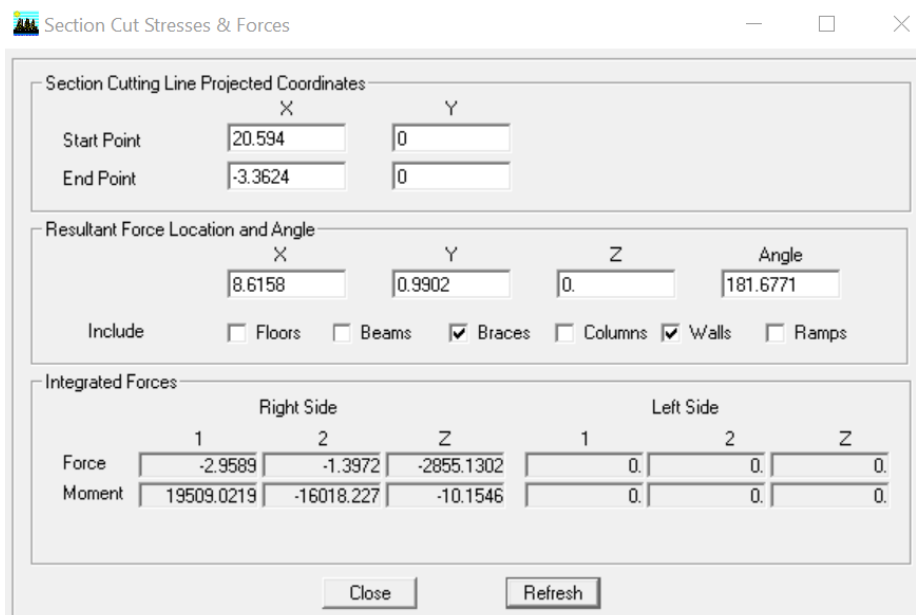 Section Cut Stresses & Forces
Section Cutting Line Projected Coordinates
X Y
Start Point 20.594 0
End Point -3.3624 0
Resultant Force Location and Angle
X Y Z Angle
8.6158 0.9902 0. 181.6771
Include Floors Beams Braces Columns Walls Ramps
Integrated Forces
Right Side Left Side
1 2 Z 1 2 Z
Force -2.9589 -1.3972 -2855.1302 0. 0. 0.
Moment 19509.0219 -16018.227 -10.1546 0. 0. 0.
Close Refresh